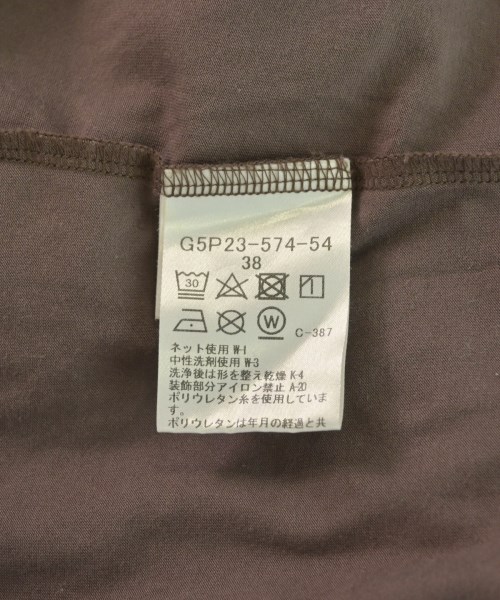 G5P23-574-54
38
30
W
C-387
ネット使用 W-1
中性洗剤使用 W-3
洗浄後は形を整え乾燥 K-4
装飾部分アイロン禁止 A-20
ポリウレタン糸を使用していま
す。
ポリウレタンは年月の経過と共